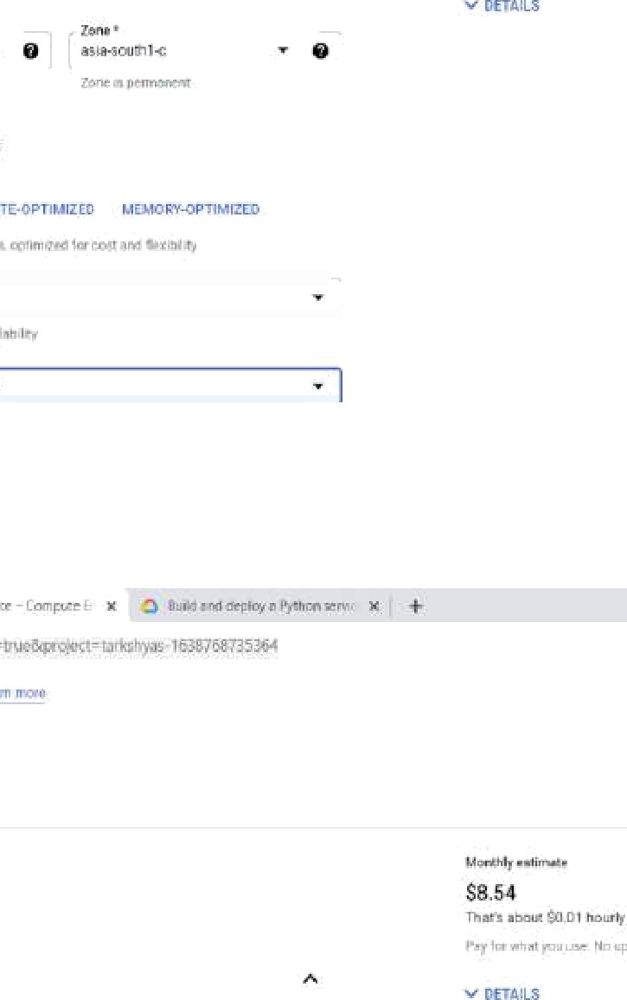 DETAILS
Zone *
asia-south1-c
Zone is permanent
TE-OPTIMIZED MEMORY-OPTIMIZED
s, optimized for cost and flexibility
lability
ce – Compute E Build and deploy a Python servic
=true&project=tarkshyas-1638768735364
rn more
Monthly estimate
$8.54
That's about $0.01 hourly
Pay for what you use. No up
DETAILS